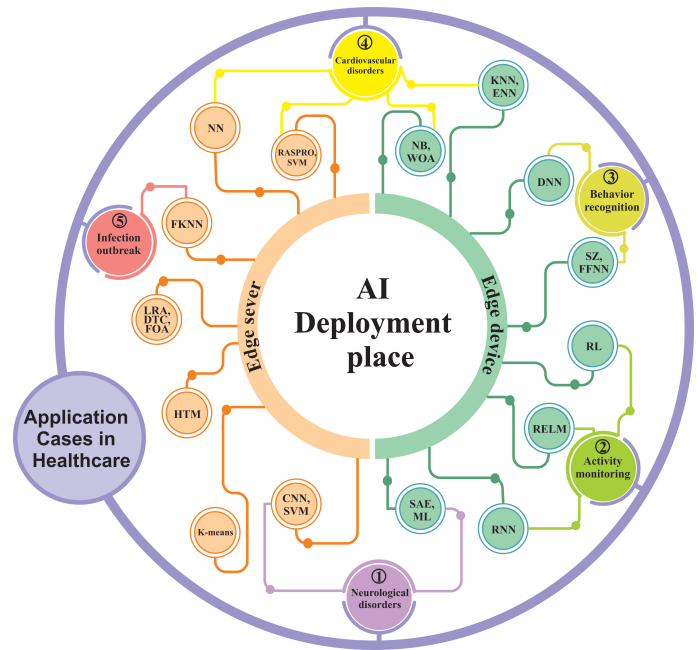 ④
Cardiovascular
disorders
KNN,
ENN
NN
RASPRO,
SVM
NB,
WOA
DNN
③
Behavior
recognition
⑤
Infection
outbreak
FKNN
SZ,
FFNN
LRA,
DTC,
FOA
Edge sever
AI
Deployment
place
Edge device
RL
HTM
RELM
②
Activity
monitoring
Application
Cases in
Healthcare
CNN,
SVM
SAE,
ML
RNN
K-means
①
Neurological
disorders